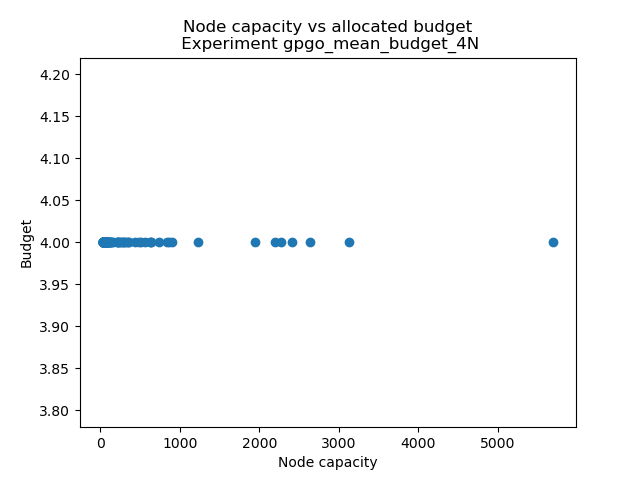 Node capacity vs allocated budget
Experiment gpgo_mean_budget_4N
4.20
4.15
4.10
4.05
4.00
3.95
3.90
3.85
3.80
Budget
0 1000 2000 3000 4000 5000
Node capacity